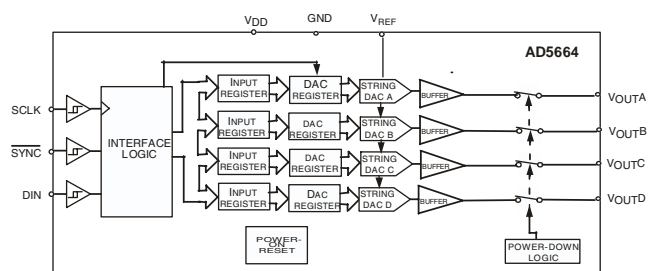 VDD GND VREF
AD5664
SCLK
SYNC
DIN
INTERFACE
LOGIC
INPUT
REGISTER
DAC
REGISTER
STRING
DAC A
BUFFER
VOUTA
INPUT
REGISTER
DAC
REGISTER
STRING
DAC B
BUFFER
VOUTB
INPUT
REGISTER
DAC
REGISTER
STRING
DAC C
BUFFER
VOUTC
INPUT
REGISTER
DAC
REGISTER
STRING
DAC D
BUFFER
VOUTD
POWER-
ON
RESET
POWER-DOWN
LOGIC